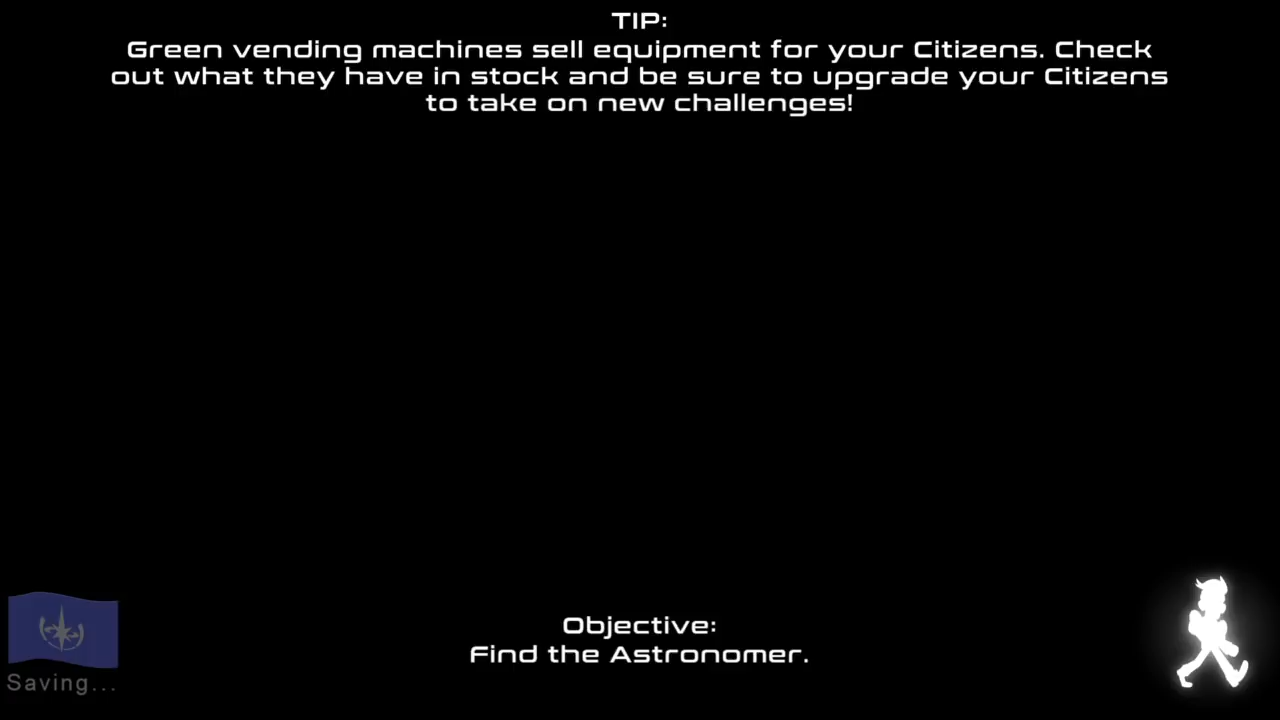 TIP:
Green vending machines sell equipment for your Citizens. Check
out what they have in stock and be sure to upgrade your Citizens
to take on new challenges!
Objective:
Find the Astronomer.
Saving...